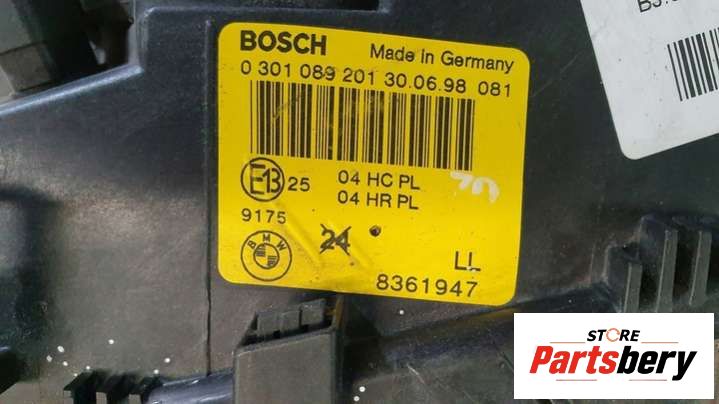 BOSCH Made in Germany
0 301 089 201 30.06.98 081
E13 25 04 HC PL
04 HR PL
9175
BMW 24 LL
8361947
STORE
Partsbery